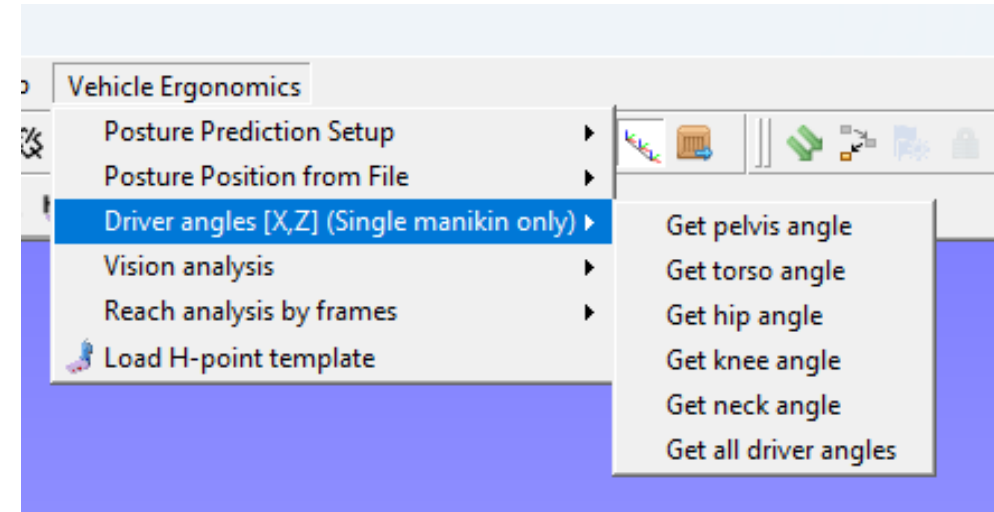 Vehicle Ergonomics
Posture Prediction Setup
Posture Position from File
Driver angles [X,Z] (Single manikin only)
Vision analysis
Reach analysis by frames
Load H-point template
Get pelvis angle
Get torso angle
Get hip angle
Get knee angle
Get neck angle
Get all driver angles